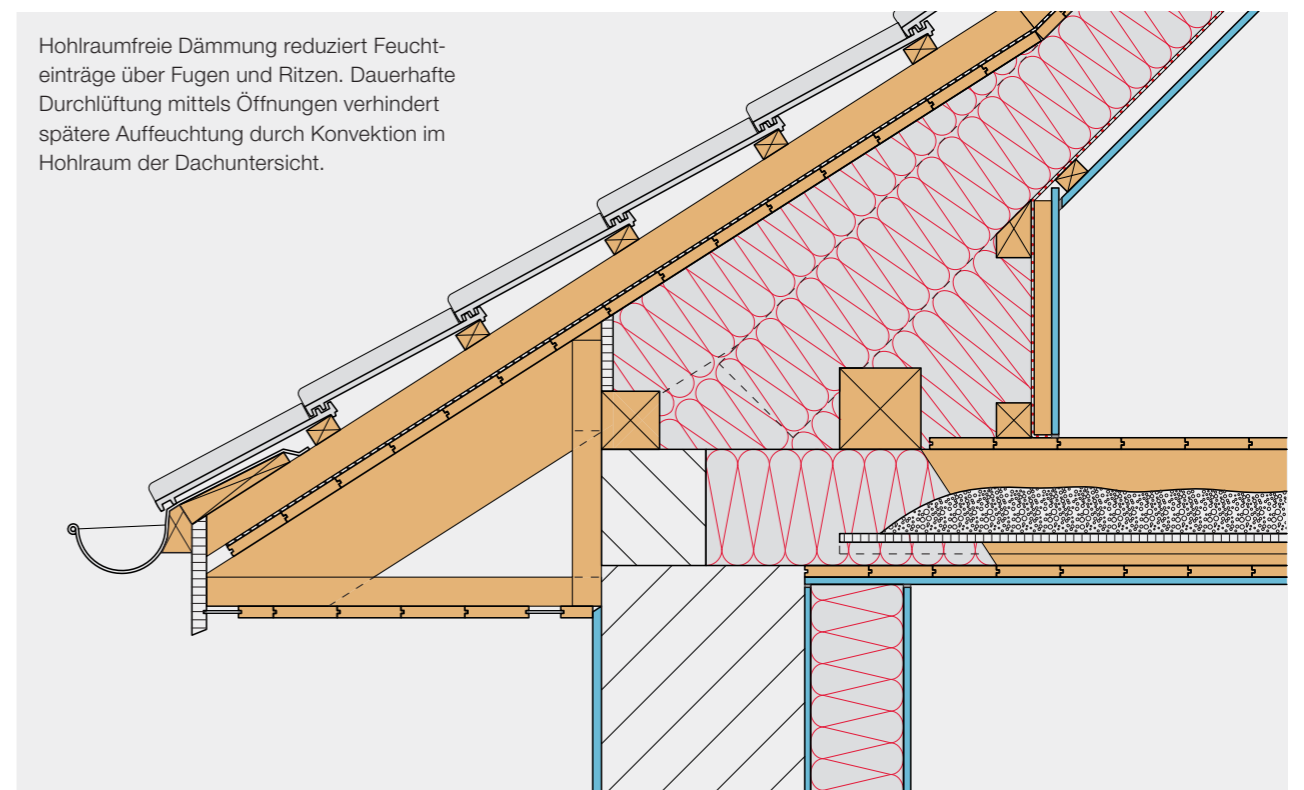 Hohlraumfreie Dämmung reduziert Feucht-
einträge über Fugen und Ritzen. Dauerhafte
Durchlüftung mittels Öffnungen verhindert
spätere Auffeuchtung durch Konvektion im
Hohlraum der Dachuntersicht.